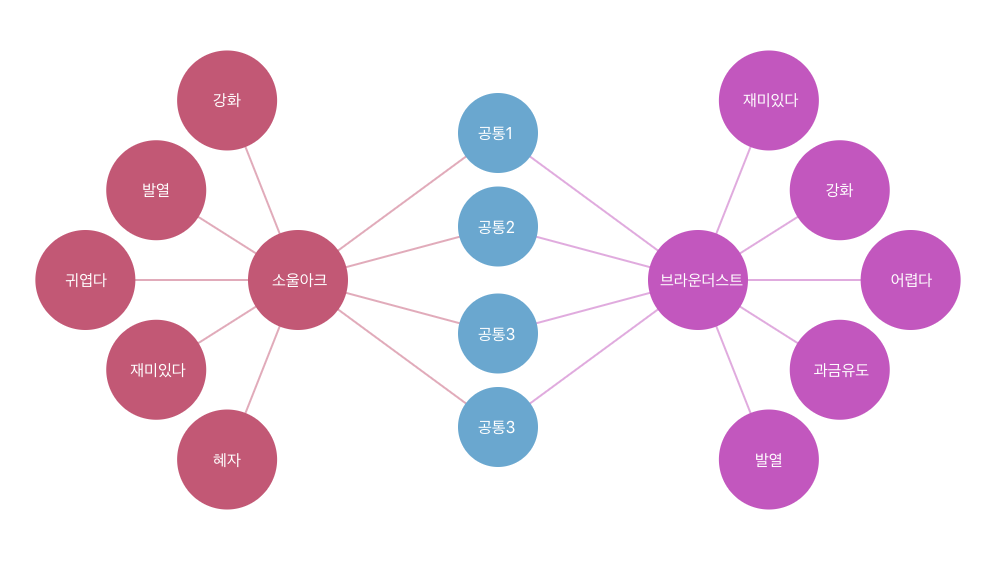 강화
발열
귀엽다
재미있다
혜자
소울아크
공통1
공통2
공통3
공통3
브라운더스트
재미있다
강화
어렵다
과금유도
발열